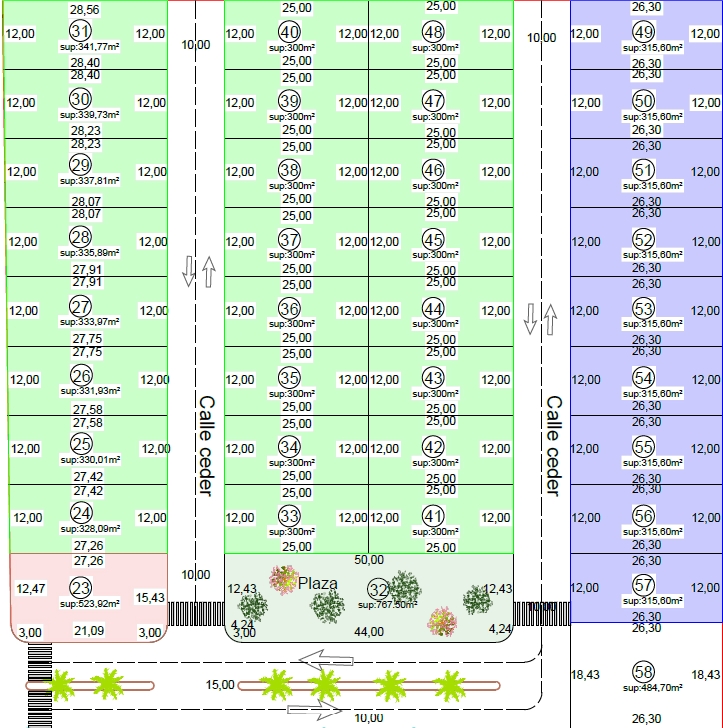 28,56
31
12,00 12,00
sup:341,77m²
28,40
28,40
30
12,00 12,00
sup:339,73m²
28,23
28,23
29
12,00 12,00
sup:337,81m²
28,07
28,07
28
12,00 12,00
sup:335,89m²
27,91
27,91
27
12,00 12,00
sup:333,97m²
27,75
27,75
26
12,00 12,00
sup:331,93m²
27,58
27,58
25
12,00 12,00
sup:330,01m²
27,42
27,42
24
12,00 12,00
sup:328,09m²
27,26
27,26
23
12,47 15,43
sup:523,92m²
3,00 21,09 3,00
10,00
Calle ceder
10,00
25,00 25,00
40 48
12,00 12,00 12,00 12,00
sup:300m² sup:300m²
25,00 25,00
25,00 25,00
39 47
12,00 12,00 12,00 12,00
sup:300m² sup:300m²
25,00 25,00
25,00 25,00
38 46
12,00 12,00 12,00 12,00
sup:300m² sup:300m²
25,00 25,00
25,00 25,00
37 45
12,00 12,00 12,00 12,00
sup:300m² sup:300m²
25,00 25,00
25,00 25,00
36 44
12,00 12,00 12,00 12,00
sup:300m² sup:300m²
25,00 25,00
25,00 25,00
35 43
12,00 12,00 12,00 12,00
sup:300m² sup:300m²
25,00 25,00
25,00 25,00
34 42
12,00 12,00 12,00 12,00
sup:300m² sup:300m²
25,00 25,00
25,00 25,00
33 41
12,00 12,00 12,00 12,00
sup:300m² sup:300m²
25,00 25,00
50,00
Plaza 32
12,43 12,43
sup:767.50m²
4,24 4,24
3,00 44,00
10,00
Calle ceder
10,00
26,30
49
12,00 12,00
sup:315,60m²
26,30
26,30
50
12,00 12,00
sup:315,60m²
26,30
26,30
51
12,00 12,00
sup:315,60m²
26,30
26,30
52
12,00 12,00
sup:315,60m²
26,30
26,30
53
12,00 12,00
sup:315,60m²
26,30
26,30
54
12,00 12,00
sup:315,60m²
26,30
26,30
55
12,00 12,00
sup:315,60m²
26,30
26,30
56
12,00 12,00
sup:315,60m²
26,30
26,30
57
12,00 12,00
sup:315,60m²
26,30
58
18,43 18,43
sup:484,70m²
26,30
15,00
10,00